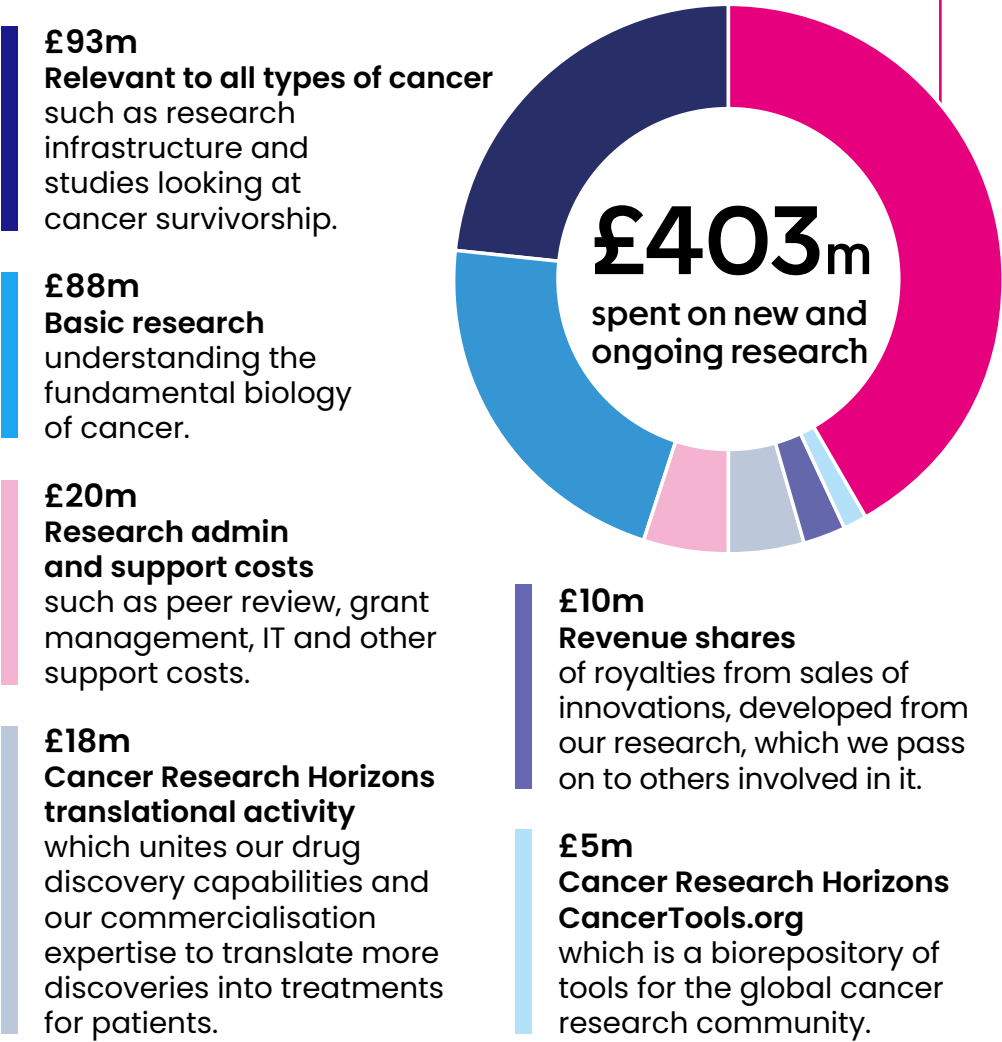 £93m
Relevant to all types of cancer
such as research
infrastructure and
studies looking at
cancer survivorship.
£88m
Basic research
understanding the
fundamental biology
of cancer.
£20m
Research admin
and support costs
such as peer review, grant
management, IT and other
support costs.
£18m
Cancer Research Horizons
translational activity
which unites our drug
discovery capabilities and
our commercialisation
expertise to translate more
discoveries into treatments
for patients.
£403m
spent on new and
ongoing research
£10m
Revenue shares
of royalties from sales of
innovations, developed from
our research, which we pass
on to others involved in it.
£5m
Cancer Research Horizons
CancerTools.org
which is a biorepository of
tools for the global cancer
research community.